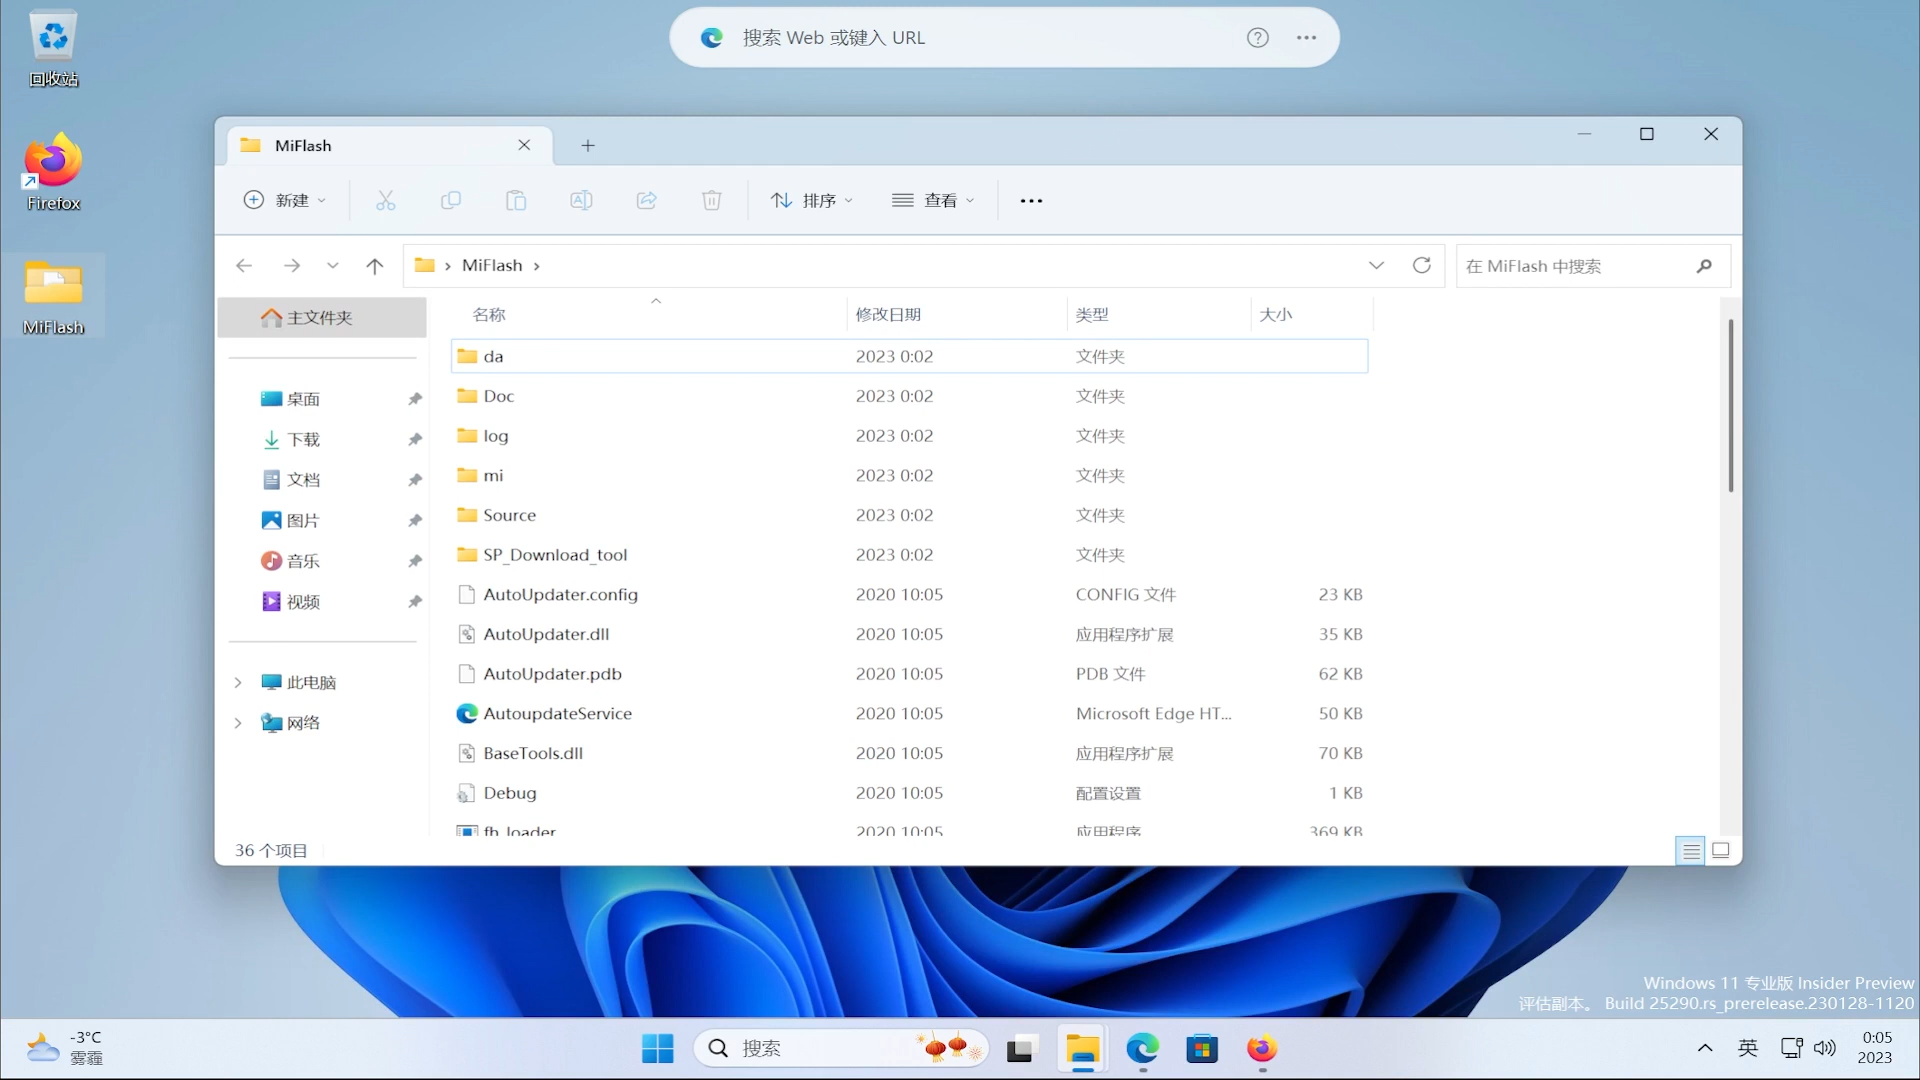 回收站
Firefox
MiFlash
搜索 Web 或键入 URL
MiFlash
新建
排序
查看
MiFlash
在 MiFlash 中搜索
主文件夹
桌面
下载
文档
图片
音乐
视频
此电脑
网络
名称 修改日期 类型 大小
da 2023 0:02 文件夹
Doc 2023 0:02 文件夹
log 2023 0:02 文件夹
mi 2023 0:02 文件夹
Source 2023 0:02 文件夹
SP_Download_tool 2023 0:02 文件夹
AutoUpdater.config 2020 10:05 CONFIG 文件 23 KB
AutoUpdater.dll 2020 10:05 应用程序扩展 35 KB
AutoUpdater.pdb 2020 10:05 PDB 文件 62 KB
AutoupdateService 2020 10:05 Microsoft Edge HT... 50 KB
BaseTools.dll 2020 10:05 应用程序扩展 70 KB
Debug 2020 10:05 配置设置 1 KB
fb_loader 2020 10:05 应用程序 369 KB
36 个项目
Windows 11 专业版 Insider Preview
评估副本。 Build 25290.rs_prerelease.230128-1120
-3°C
雾霾
搜索
英
0:05
2023